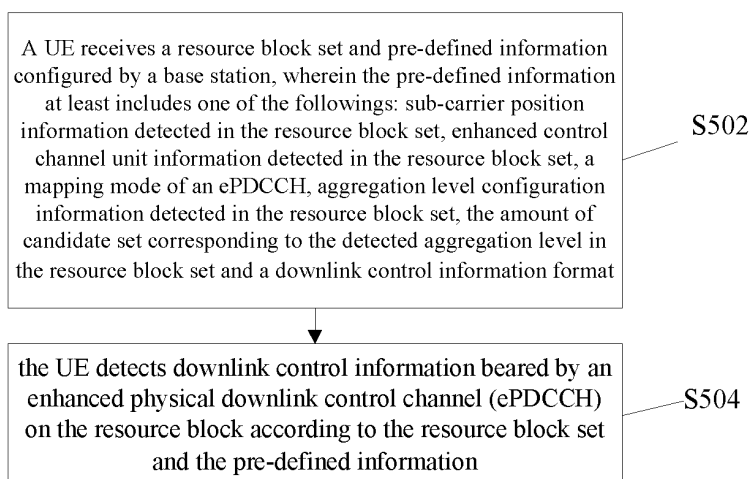 A UE receives a resource block set and pre-defined information
configured by a base station, wherein the pre-defined information
at least includes one of the followings: sub-carrier position
information detected in the resource block set, enhanced control
channel unit information detected in the resource block set, a
mapping mode of an ePDCCH, aggregation level configuration
information detected in the resource block set, the amount of
candidate set corresponding to the detected aggregation level in
the resource block set and a downlink control information format
S502
the UE detects downlink control information beared by an
enhanced physical downlink control channel (ePDCCH)
on the resource block according to the resource block set
and the pre-defined information
S504